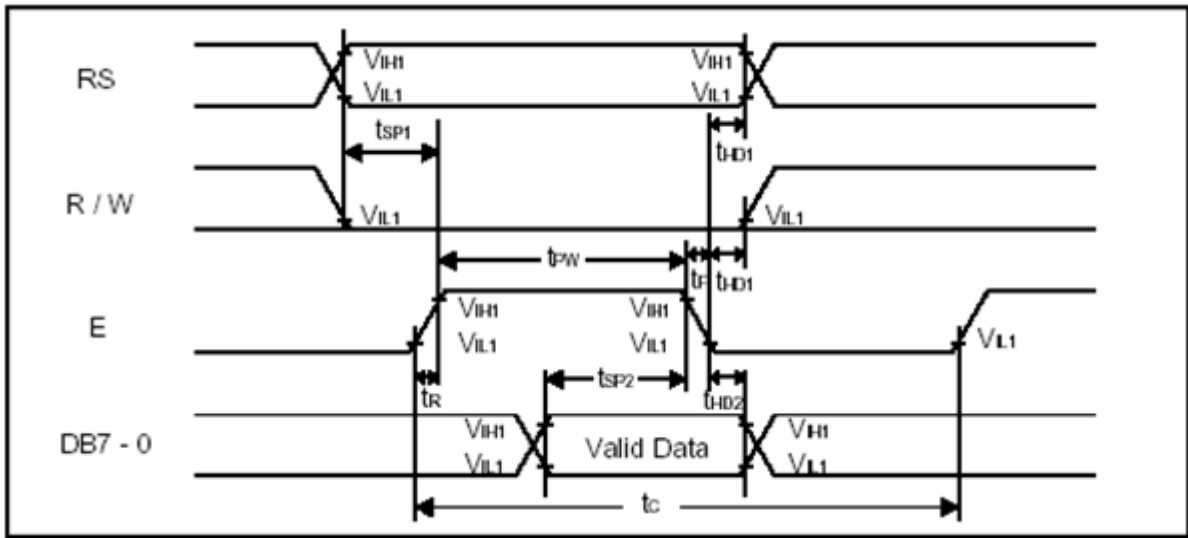 RS
VIH1 VIH1
VIL1 VIL1
tSP1 tHD1
R / W
VIL1 VIL1
tPW tF tHD1
E
VIH1 VIH1
VIL1 VIL1 VIL1
tR tSP2 tHD2
DB7 - 0
VIH1 VIH1
Valid Data
VIL1 VIL1
tC